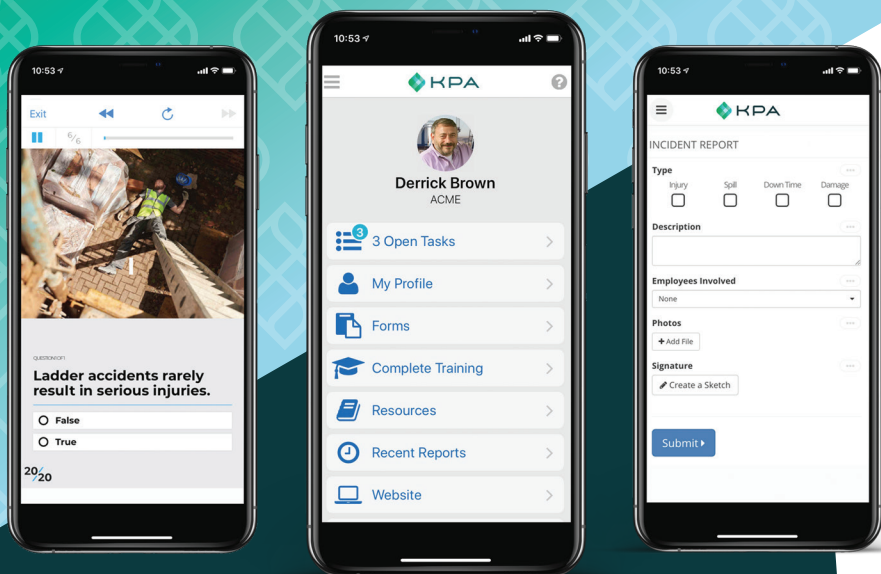 10:53
Exit
6/6
QUESTION 1 OF 1
Ladder accidents rarely
result in serious injuries.
False
True
20/20
10:53
KPA
?
Derrick Brown
ACME
3
3 Open Tasks
My Profile
Forms
Complete Training
Resources
Recent Reports
Website
10:53
KPA
INCIDENT REPORT
Type
Injury Spill Down Time Damage
Description
Employees Involved
None
Photos
+ Add File
Signature
Create a Sketch
Submit